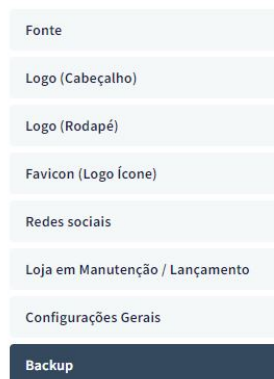 Fonte
Logo (Cabeçalho)
Logo (Rodapé)
Favicon (Logo Ícone)
Redes sociais
Loja em Manutenção / Lançamento
Configurações Gerais
Backup